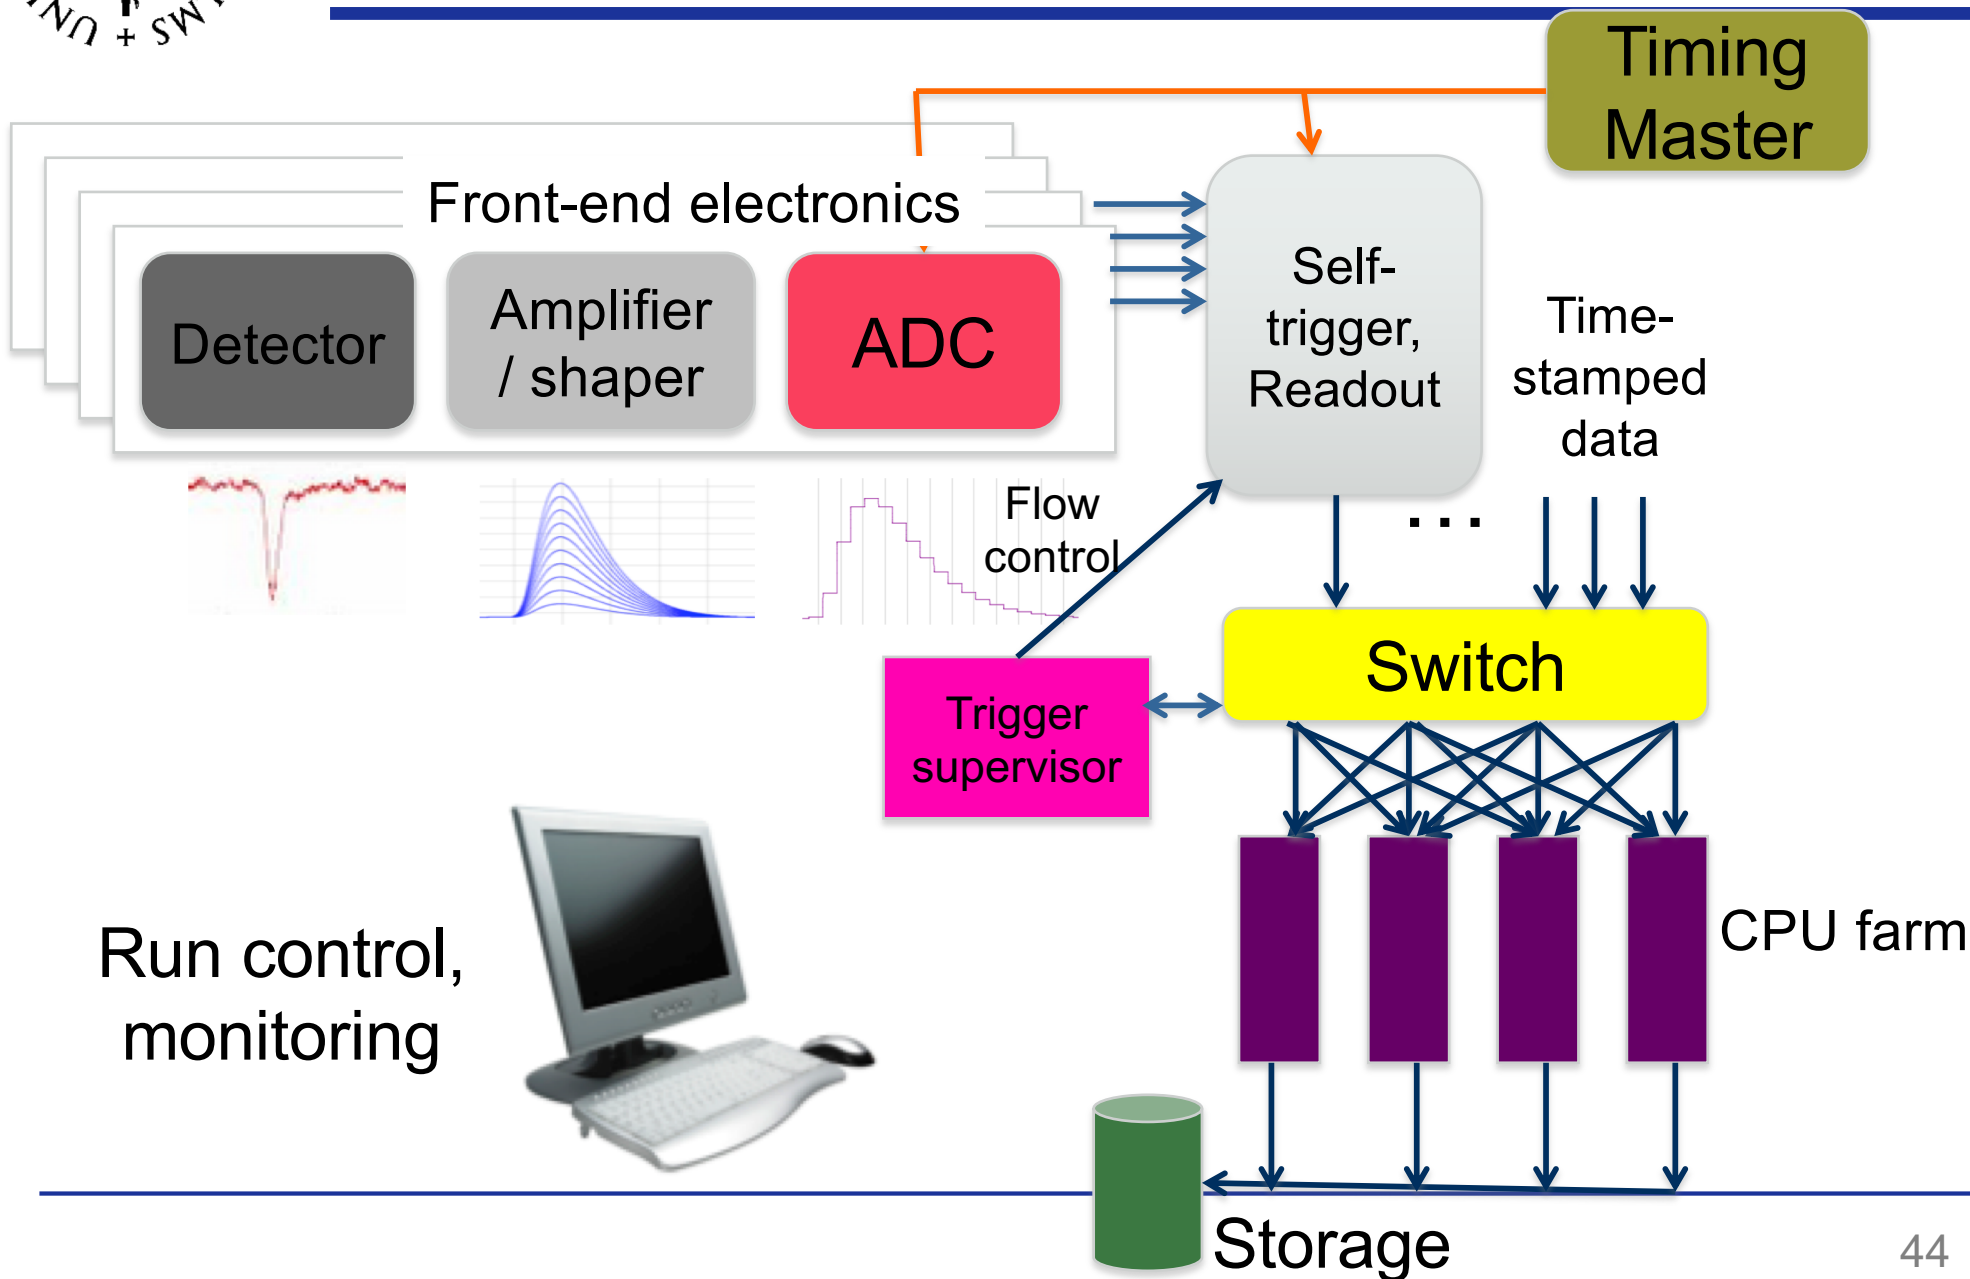 Timing
Master
Front-end electronics
Detector
Amplifier
/ shaper
ADC
Self-
trigger,
Readout
Time-
stamped
data
Flow
control
...
Switch
Trigger
supervisor
Run control,
monitoring
CPU farm
Storage
44